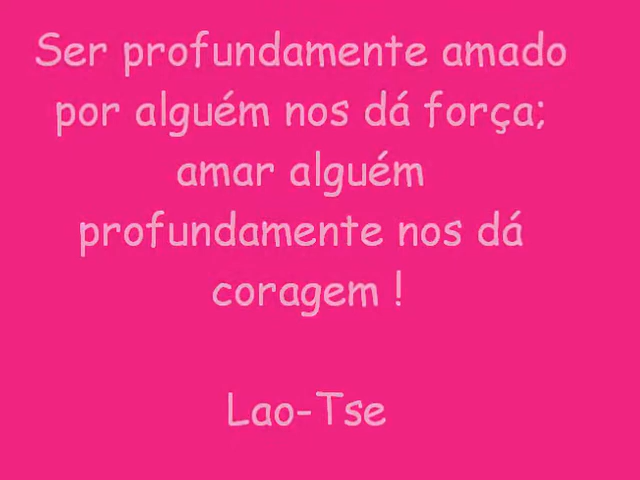 Ser profundamente amado
por alguém nos dá força;
amar alguém
profundamente nos dá
coragem !
Lao-Tse